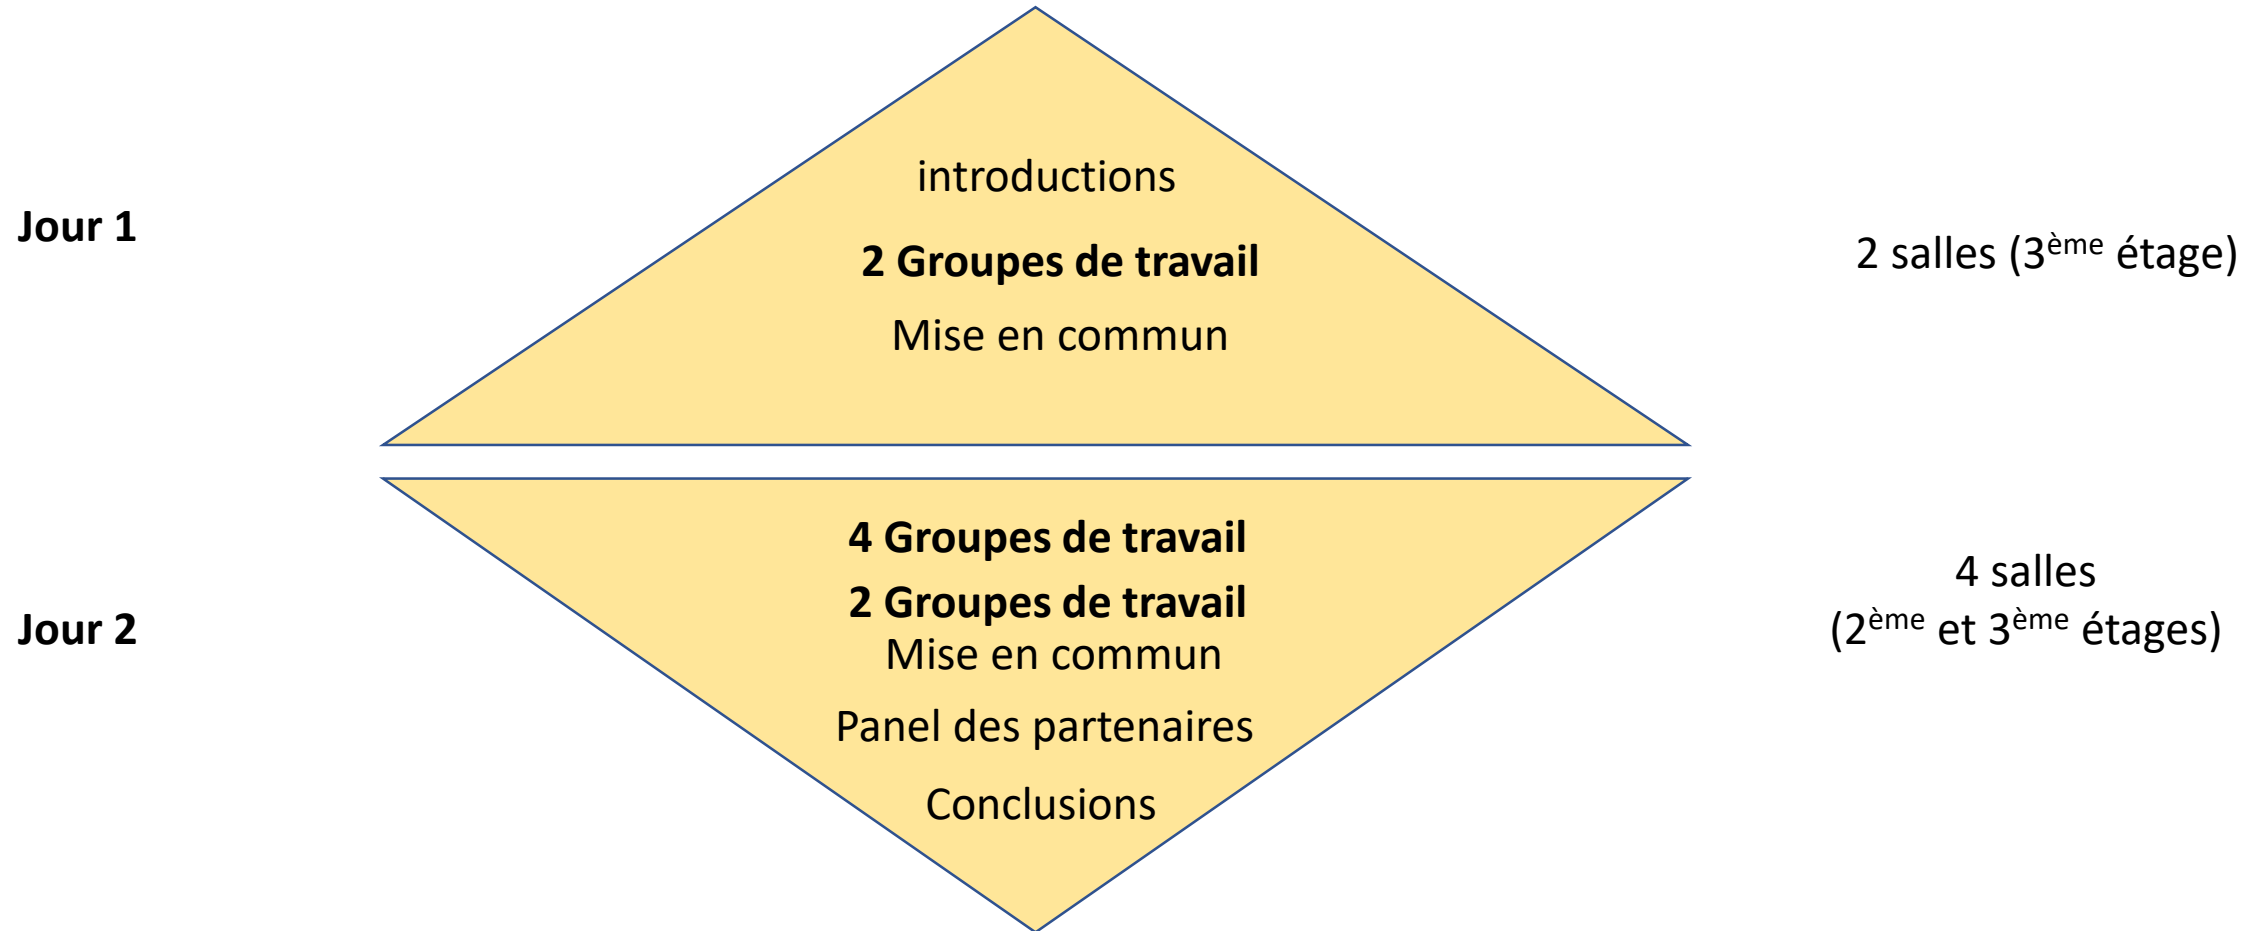 Jour 1
introductions
2 Groupes de travail
Mise en commun
2 salles (3ème étage)
Jour 2
4 Groupes de travail
2 Groupes de travail
Mise en commun
Panel des partenaires
Conclusions
4 salles
(2ème et 3ème étages)